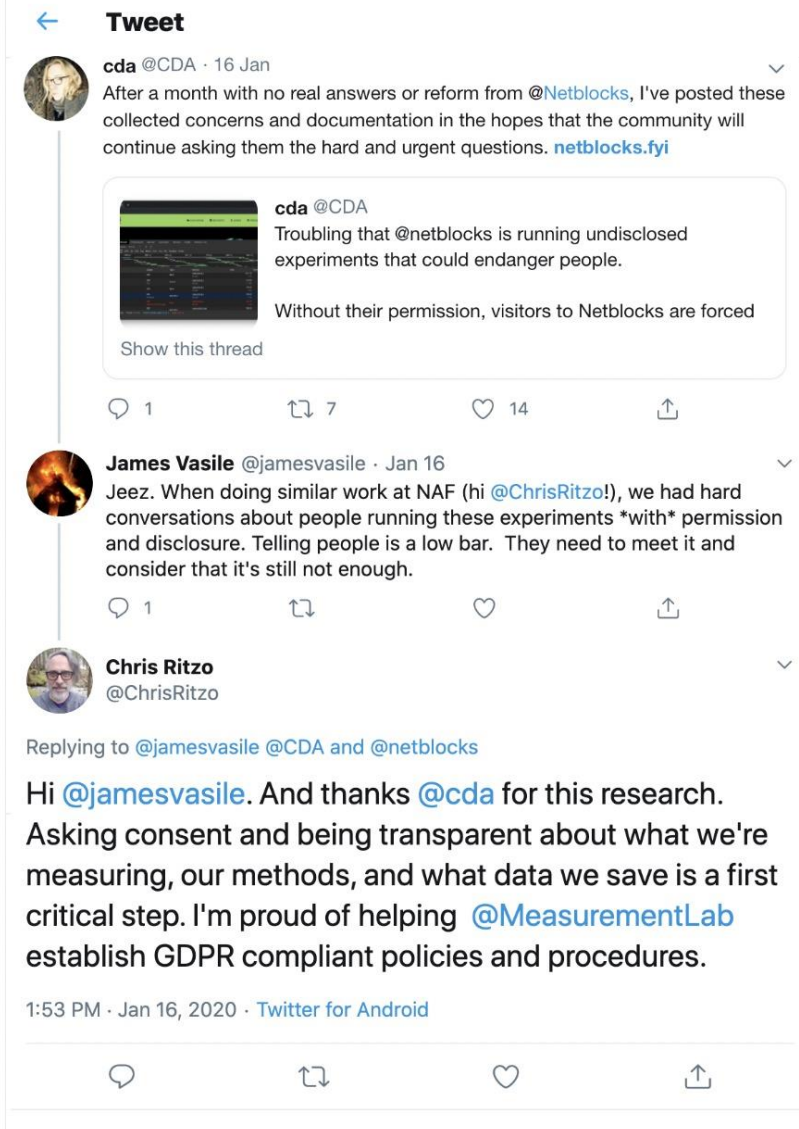 Tweet
cda @CDA · 16 Jan
After a month with no real answers or reform from @Netblocks, I've posted these
collected concerns and documentation in the hopes that the community will
continue asking them the hard and urgent questions. netblocks.fyi
cda @CDA
Troubling that @netblocks is running undisclosed
experiments that could endanger people.
Without their permission, visitors to Netblocks are forced
Show this thread
1 7 14
James Vasile @jamesvasile · Jan 16
Jeez. When doing similar work at NAF (hi @ChrisRitzo!), we had hard
conversations about people running these experiments *with* permission
and disclosure. Telling people is a low bar.  They need to meet it and
consider that it's still not enough.
1
Chris Ritzo
@ChrisRitzo
Replying to @jamesvasile @CDA and @netblocks
Hi @jamesvasile. And thanks @cda for this research.
Asking consent and being transparent about what we're
measuring, our methods, and what data we save is a first
critical step. I'm proud of helping  @MeasurementLab
establish GDPR compliant policies and procedures.
1:53 PM · Jan 16, 2020 · Twitter for Android